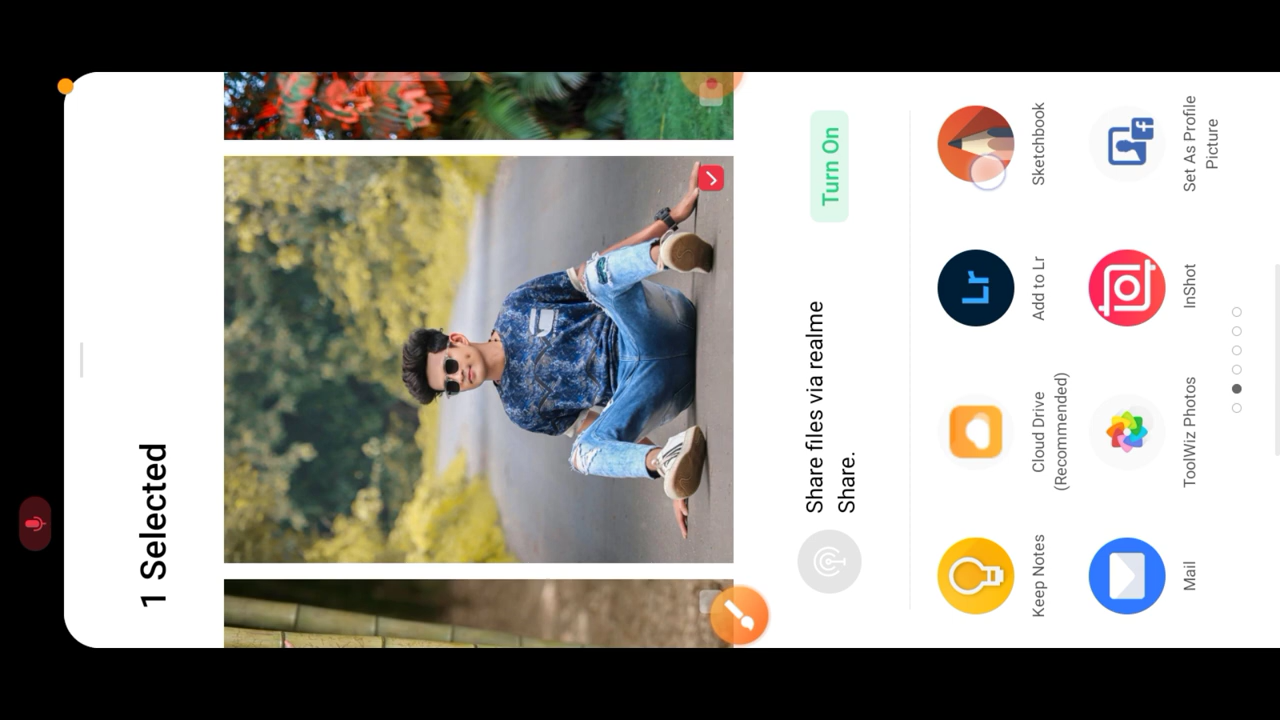 1 Selected
Share files via realme
Share.
Turn On
Keep Notes
Cloud Drive
(Recommended)
Lr
Add to Lr
Sketchbook
Mail
ToolWiz Photos
InShot
f
Set As Profile
Picture